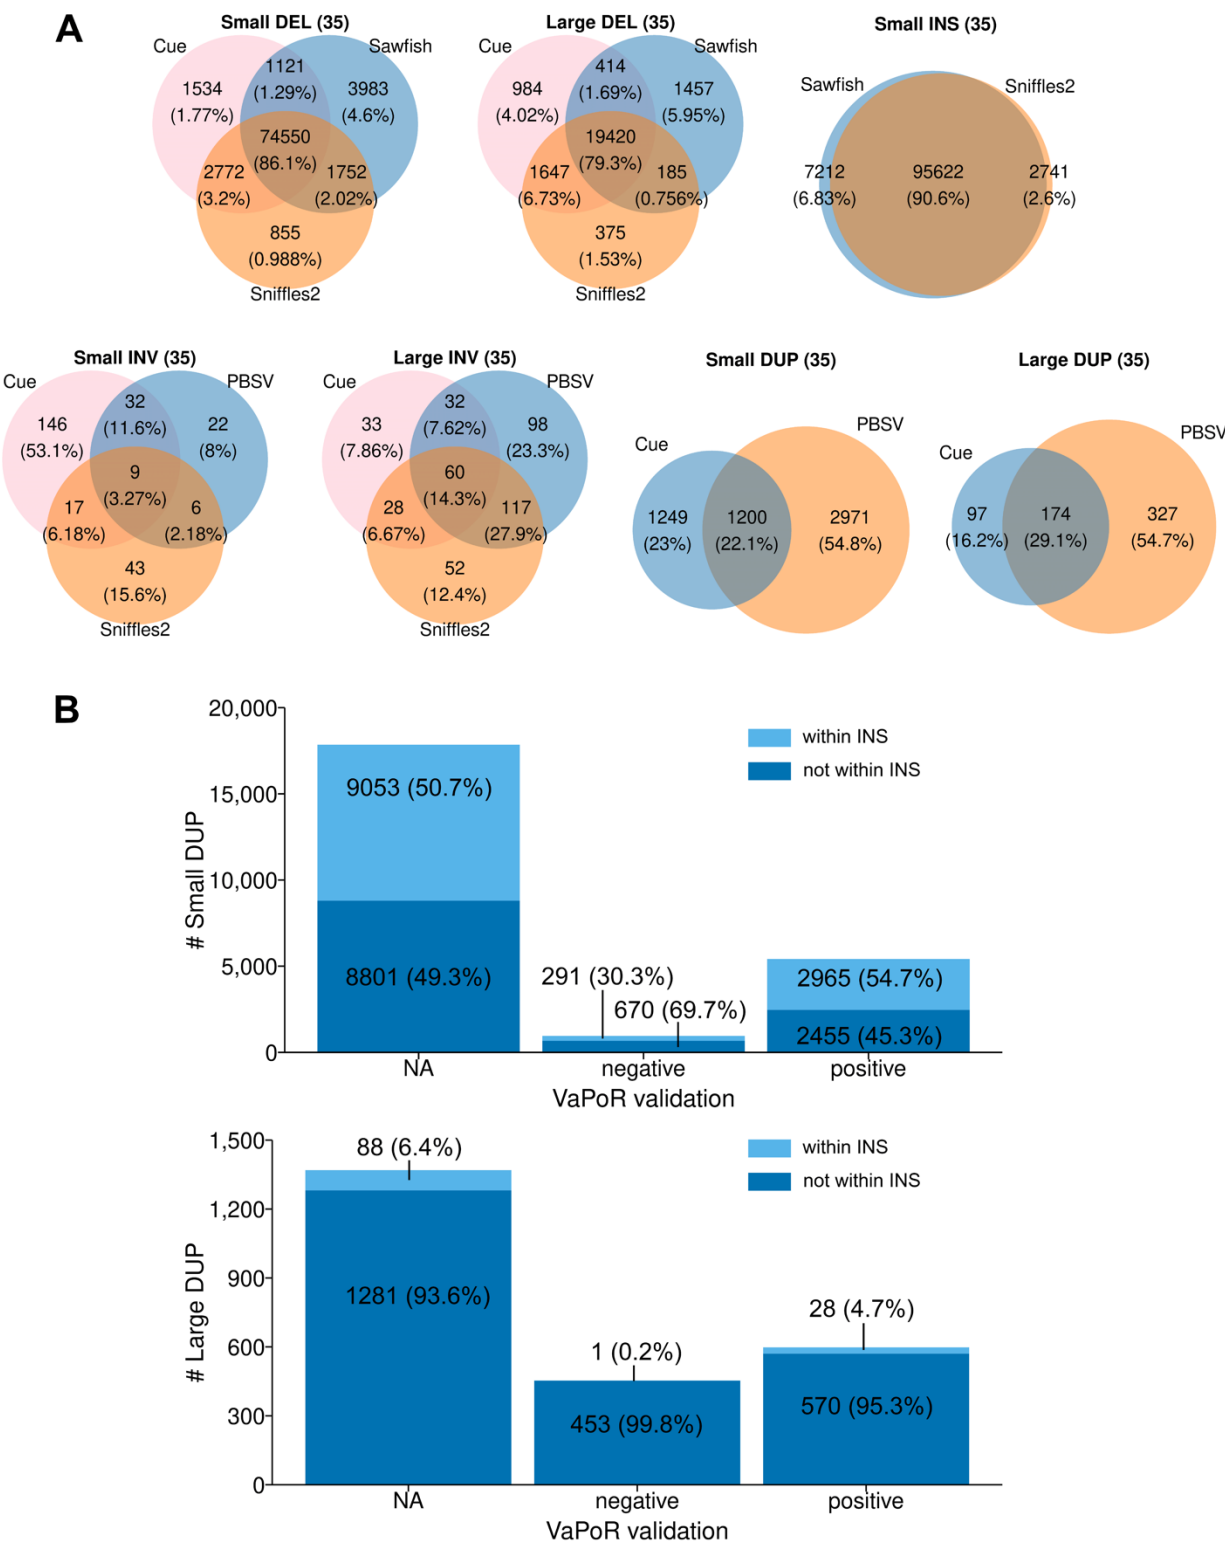 A
Small DEL (35)
Cue
Sawfish
1121
(1.29%)
1534
(1.77%)
3983
(4.6%)
74550
(86.1%)
2772
(3.2%)
1752
(2.02%)
855
(0.988%)
Sniffles2
Large DEL (35)
Cue
Sawfish
414
(1.69%)
984
(4.02%)
1457
(5.95%)
19420
(79.3%)
1647
(6.73%)
185
(0.756%)
375
(1.53%)
Sniffles2
Small INS (35)
Sawfish
Sniffles2
7212
(6.83%)
95622
(90.6%)
2741
(2.6%)
Small INV (35)
Cue
PBSV
32
(11.6%)
146
(53.1%)
22
(8%)
9
(3.27%)
17
(6.18%)
6
(2.18%)
43
(15.6%)
Sniffles2
Large INV (35)
Cue
PBSV
32
(7.62%)
33
(7.86%)
98
(23.3%)
60
(14.3%)
28
(6.67%)
117
(27.9%)
52
(12.4%)
Sniffles2
Small DUP (35)
Cue
PBSV
1249
(23%)
1200
(22.1%)
2971
(54.8%)
Large DUP (35)
Cue
PBSV
97
(16.2%)
174
(29.1%)
327
(54.7%)
B
# Small DUP
20,000
15,000
10,000
5,000
0
within INS
not within INS
9053 (50.7%)
8801 (49.3%)
291 (30.3%)
670 (69.7%)
2965 (54.7%)
2455 (45.3%)
NA
negative
positive
VaPoR validation
# Large DUP
1,500
1,200
900
600
300
0
within INS
not within INS
88 (6.4%)
1281 (93.6%)
1 (0.2%)
453 (99.8%)
28 (4.7%)
570 (95.3%)
NA
negative
positive
VaPoR validation